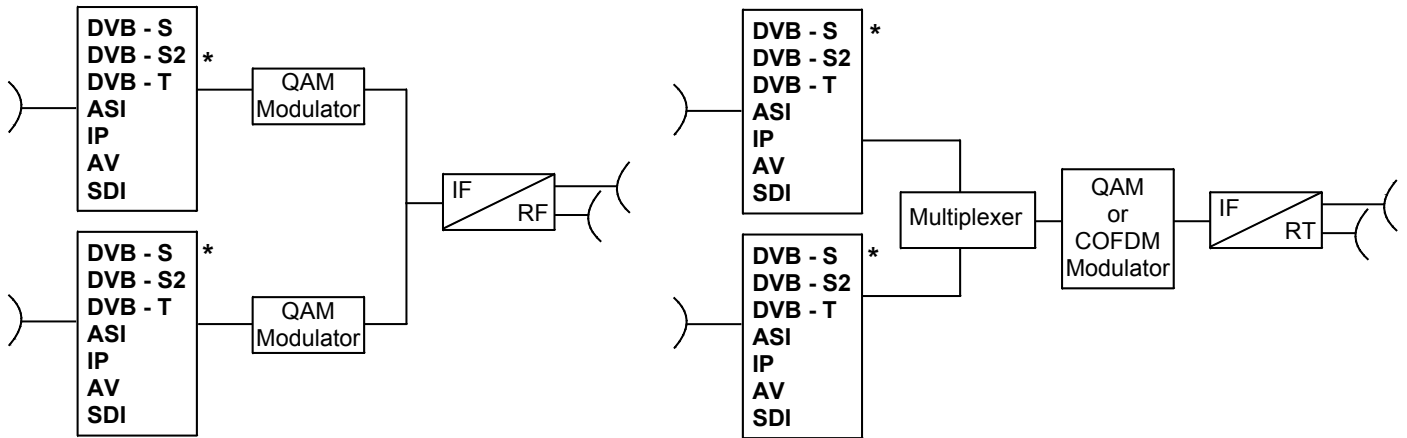 DVB - S
DVB - S2 *
DVB - T
ASI
IP
AV
SDI
QAM
Modulator
DVB - S *
DVB - S2
DVB - T
ASI
IP
AV
SDI
QAM
Modulator
IF
RF
DVB - S *
DVB - S2
DVB - T
ASI
IP
AV
SDI
DVB - S *
DVB - S2
DVB - T
ASI
IP
AV
SDI
Multiplexer
QAM
or
COFDM
Modulator
IF
RT